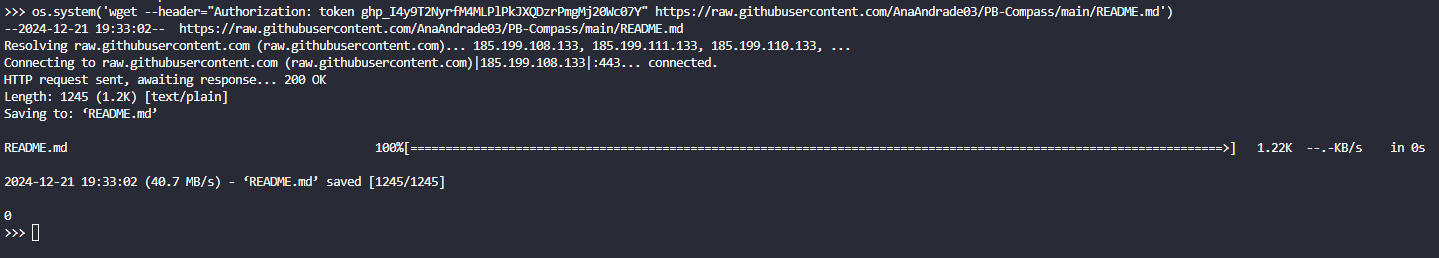 >>> os.system('wget --header="Authorization: token " https://raw.githubusercontent.com/AnaAndrade03/PB-Compass/main/README.md')
--2024-12-21 19:33:02--  https://raw.githubusercontent.com/AnaAndrade03/PB-Compass/main/README.md
Resolving raw.githubusercontent.com (raw.githubusercontent.com)... 185.199.108.133, 185.199.111.133, 185.199.110.133, ...
Connecting to raw.githubusercontent.com (raw.githubusercontent.com)|185.199.108.133|:443... connected.
HTTP request sent, awaiting response... 200 OK
Length: 1245 (1.2K) [text/plain]
Saving to: ‘README.md’
README.md 100%[===================================================================================================================>] 1.22K --.-KB/s in 0s
2024-12-21 19:33:02 (40.7 MB/s) - ‘README.md’ saved [1245/1245]
0
>>>